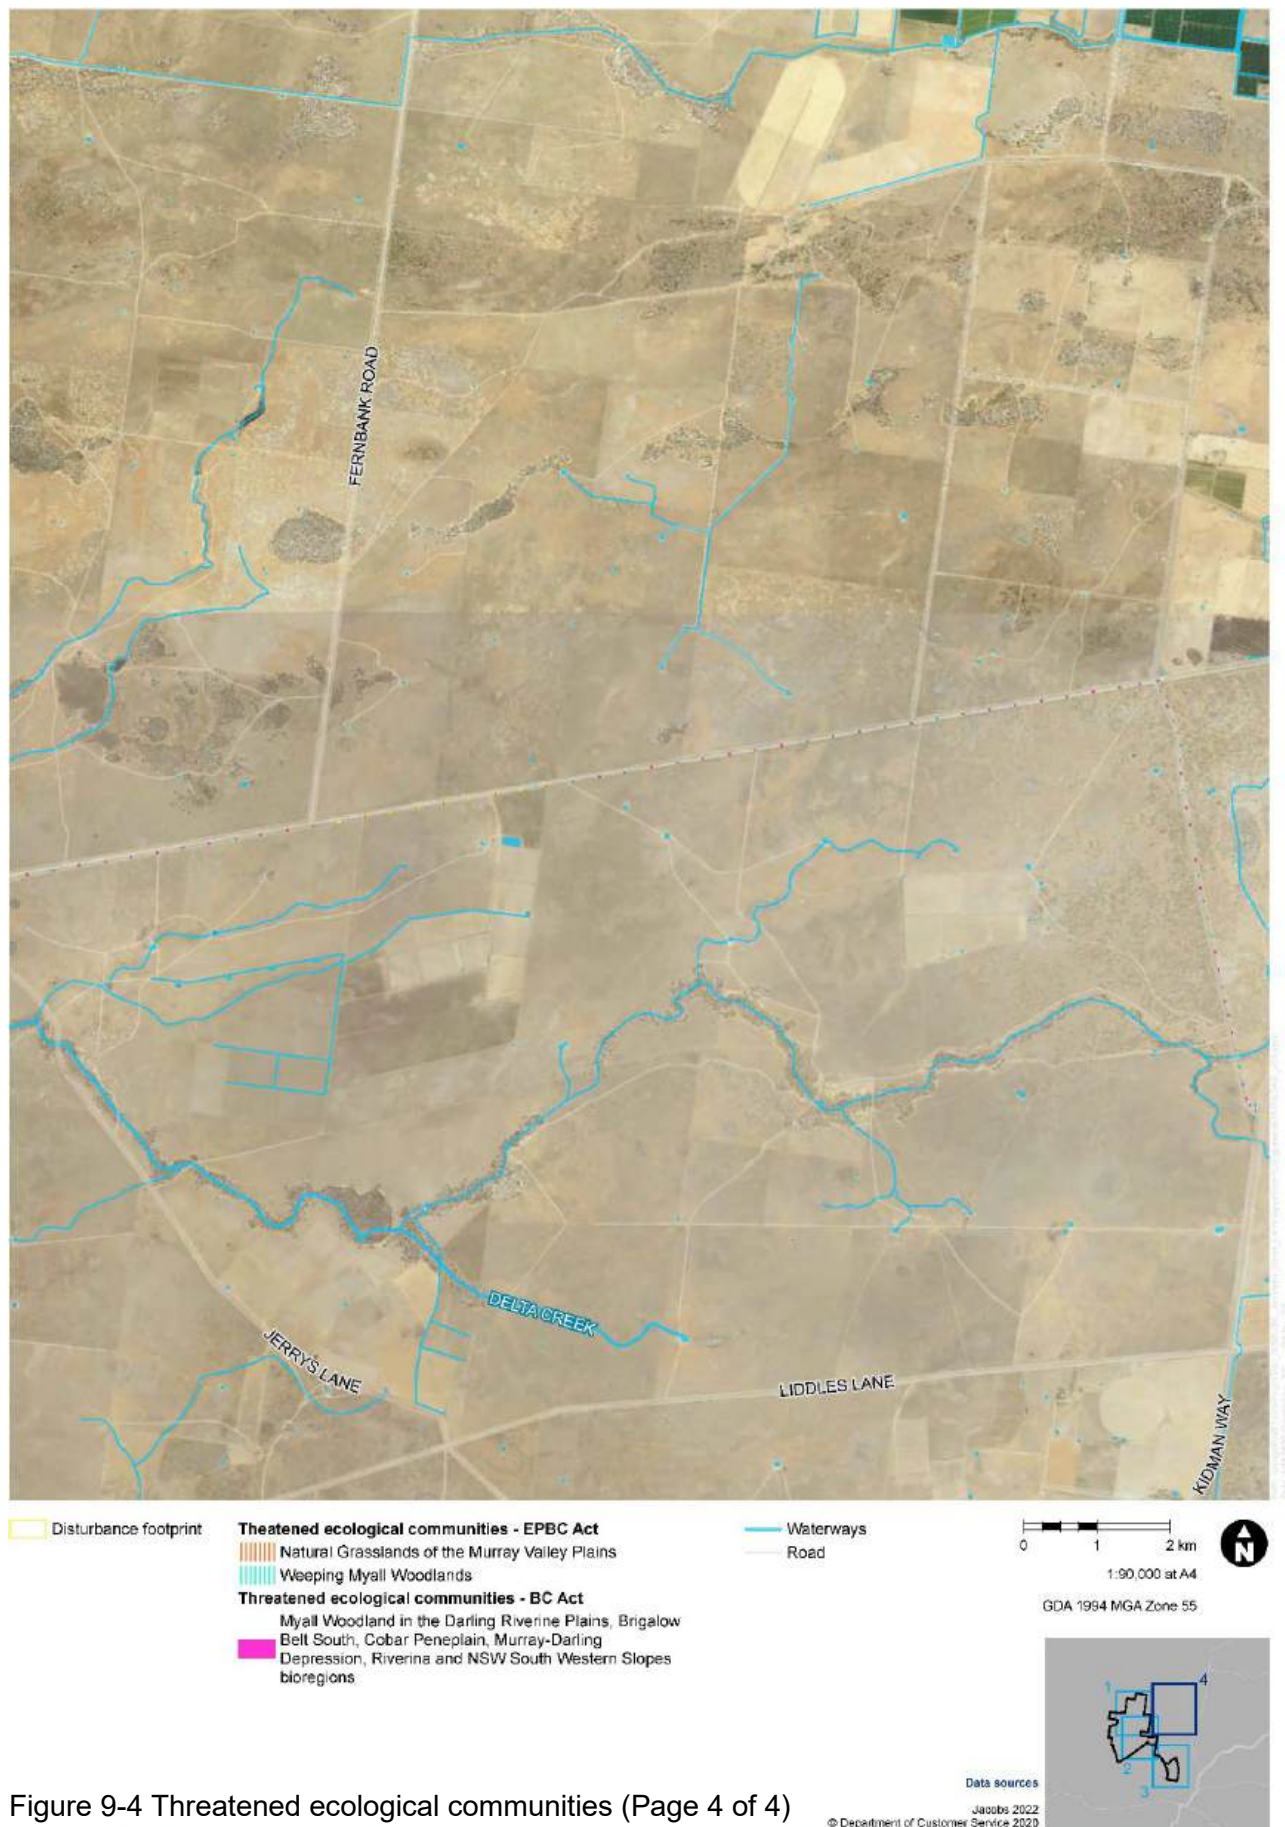 FERNBANK ROAD
DELTA CREEK
JERRYS LANE
LIDDLES LANE
KIDMAN WAY
Disturbance footprint
Theatened ecological communities - EPBC Act
Natural Grasslands of the Murray Valley Plains
Weeping Myall Woodlands
Threatened ecological communities - BC Act
Myall Woodland in the Darling Riverine Plains, Brigalow
Belt South, Cobar Peneplain, Murray-Darling
Depression, Riverina and NSW South Western Slopes
bioregions
Waterways
Road
0 1 2 km
N
1:90,000 at A4
GDA 1994 MGA Zone 55
1
4
2
3
Data sources
Jacobs 2022
© Department of Customer Service 2020
Figure 9-4 Threatened ecological communities (Page 4 of 4)